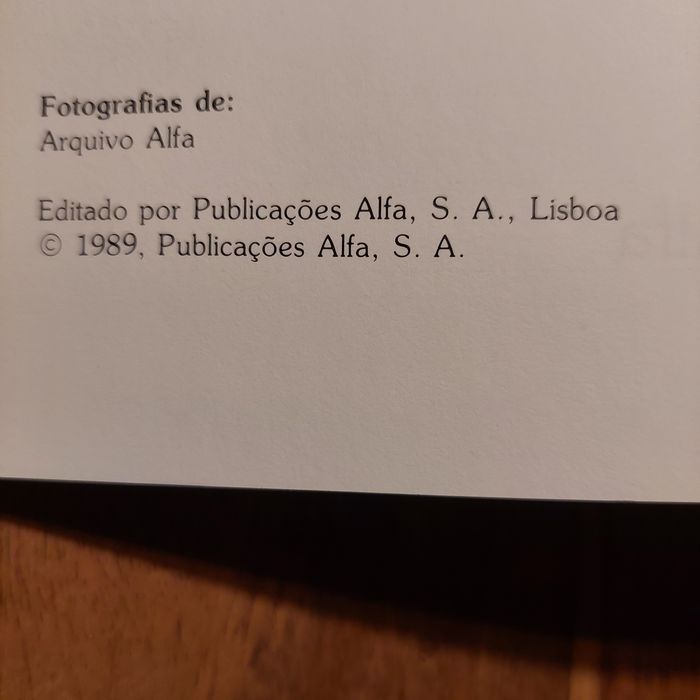 Fotografias de:
Arquivo Alfa
Editado por Publicações Alfa, S. A., Lisboa
© 1989, Publicações Alfa, S. A.